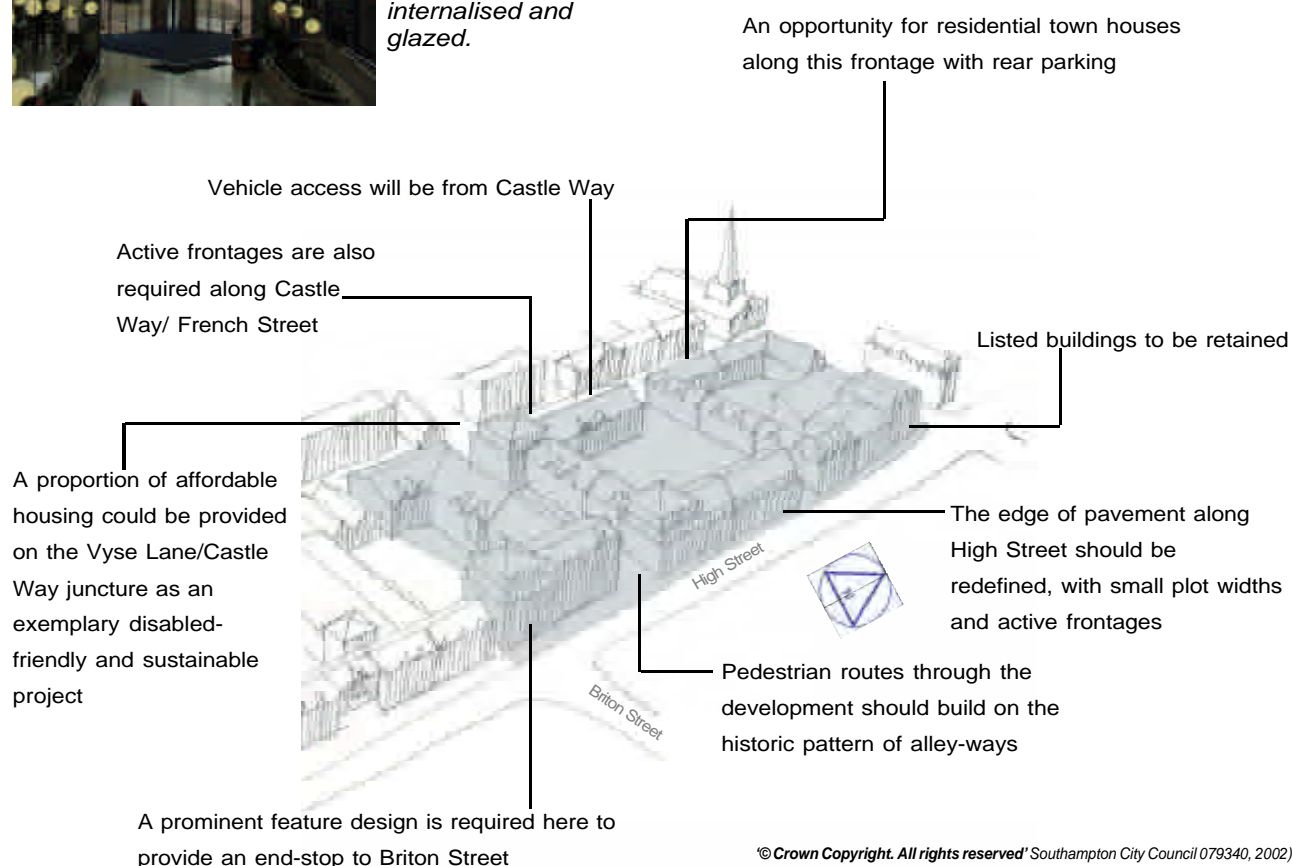 internalised and
glazed.
An opportunity for residential town houses
along this frontage with rear parking
Vehicle access will be from Castle Way
Active frontages are also
required along Castle
Way/ French Street
Listed buildings to be retained
A proportion of affordable
housing could be provided
on the Vyse Lane/Castle
Way juncture as an
exemplary disabled-
friendly and sustainable
project
The edge of pavement along
High Street should be
redefined, with small plot widths
and active frontages
High Street
Pedestrian routes through the
development should build on the
historic pattern of alley-ways
Briton Street
A prominent feature design is required here to
provide an end-stop to Briton Street
‘© Crown Copyright. All rights reserved’ Southampton City Council 079340, 2002)